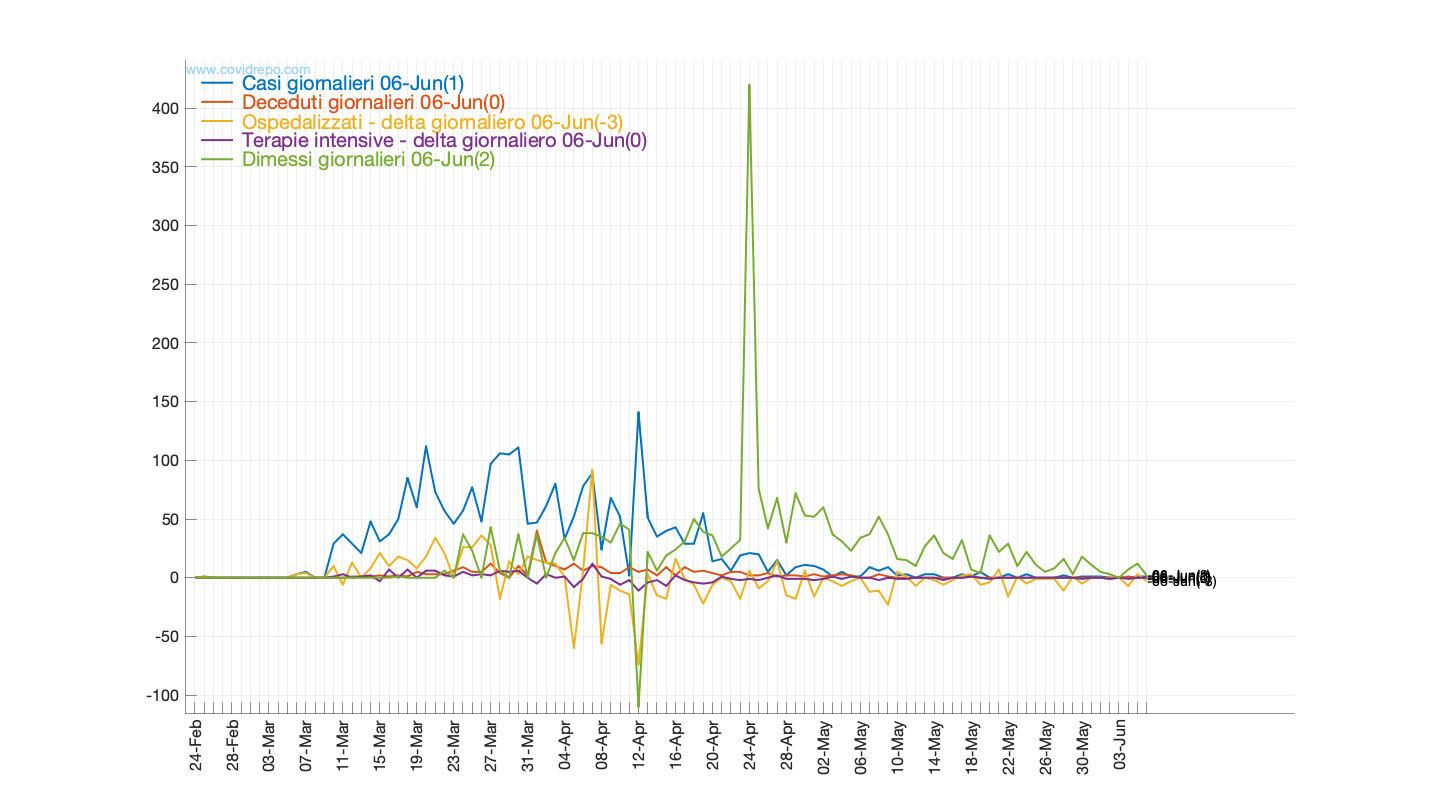 www.covidrepo.com
Casi giornalieri 06-Jun(1)
Deceduti giornalieri 06-Jun(0)
Ospedalizzati - delta giornaliero 06-Jun(-3)
Terapie intensive - delta giornaliero 06-Jun(0)
Dimessi giornalieri 06-Jun(2)
400
350
300
250
200
150
100
50
0
-50
-100
24-Feb
28-Feb
03-Mar
07-Mar
11-Mar
15-Mar
19-Mar
23-Mar
27-Mar
31-Mar
04-Apr
08-Apr
12-Apr
16-Apr
20-Apr
24-Apr
28-Apr
02-May
06-May
10-May
14-May
18-May
22-May
26-May
30-May
03-Jun